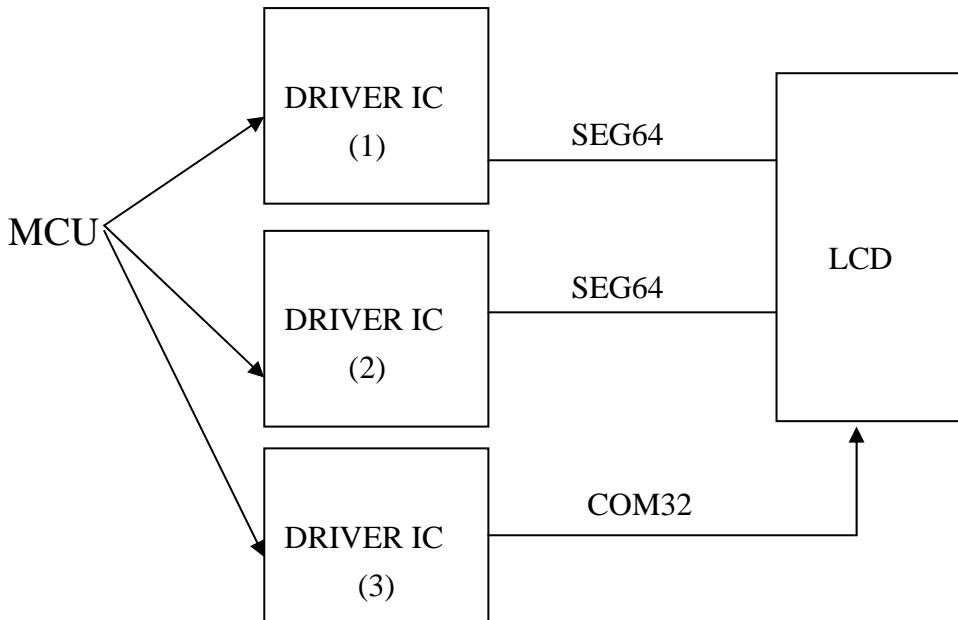 DRIVER IC
(1)
SEG64
MCU
DRIVER IC
(2)
SEG64
LCD
DRIVER IC
(3)
COM32